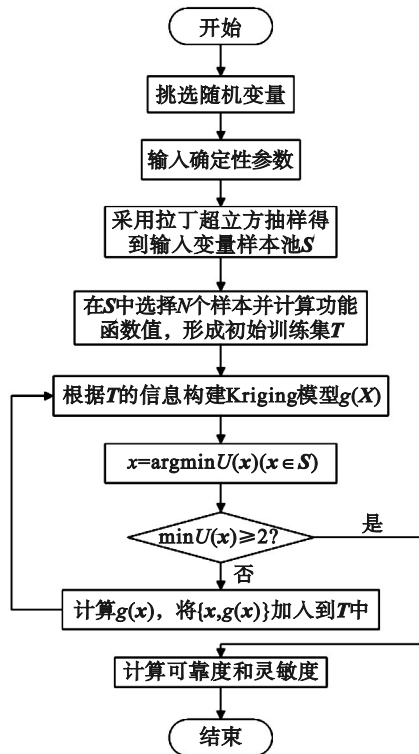 开始
挑选随机变量
输入确定性参数
采用拉丁超立方抽样得
到输入变量样本池S
在S中选择N个样本并计算功能
函数值，形成初始训练集T
根据T的信息构建Kriging模型g(X)
x=argminU(x)(x∈S)
minU(x)≥2?
是
否
计算g(x)，将{x,g(x)}加入到T中
计算可靠度和灵敏度
结束